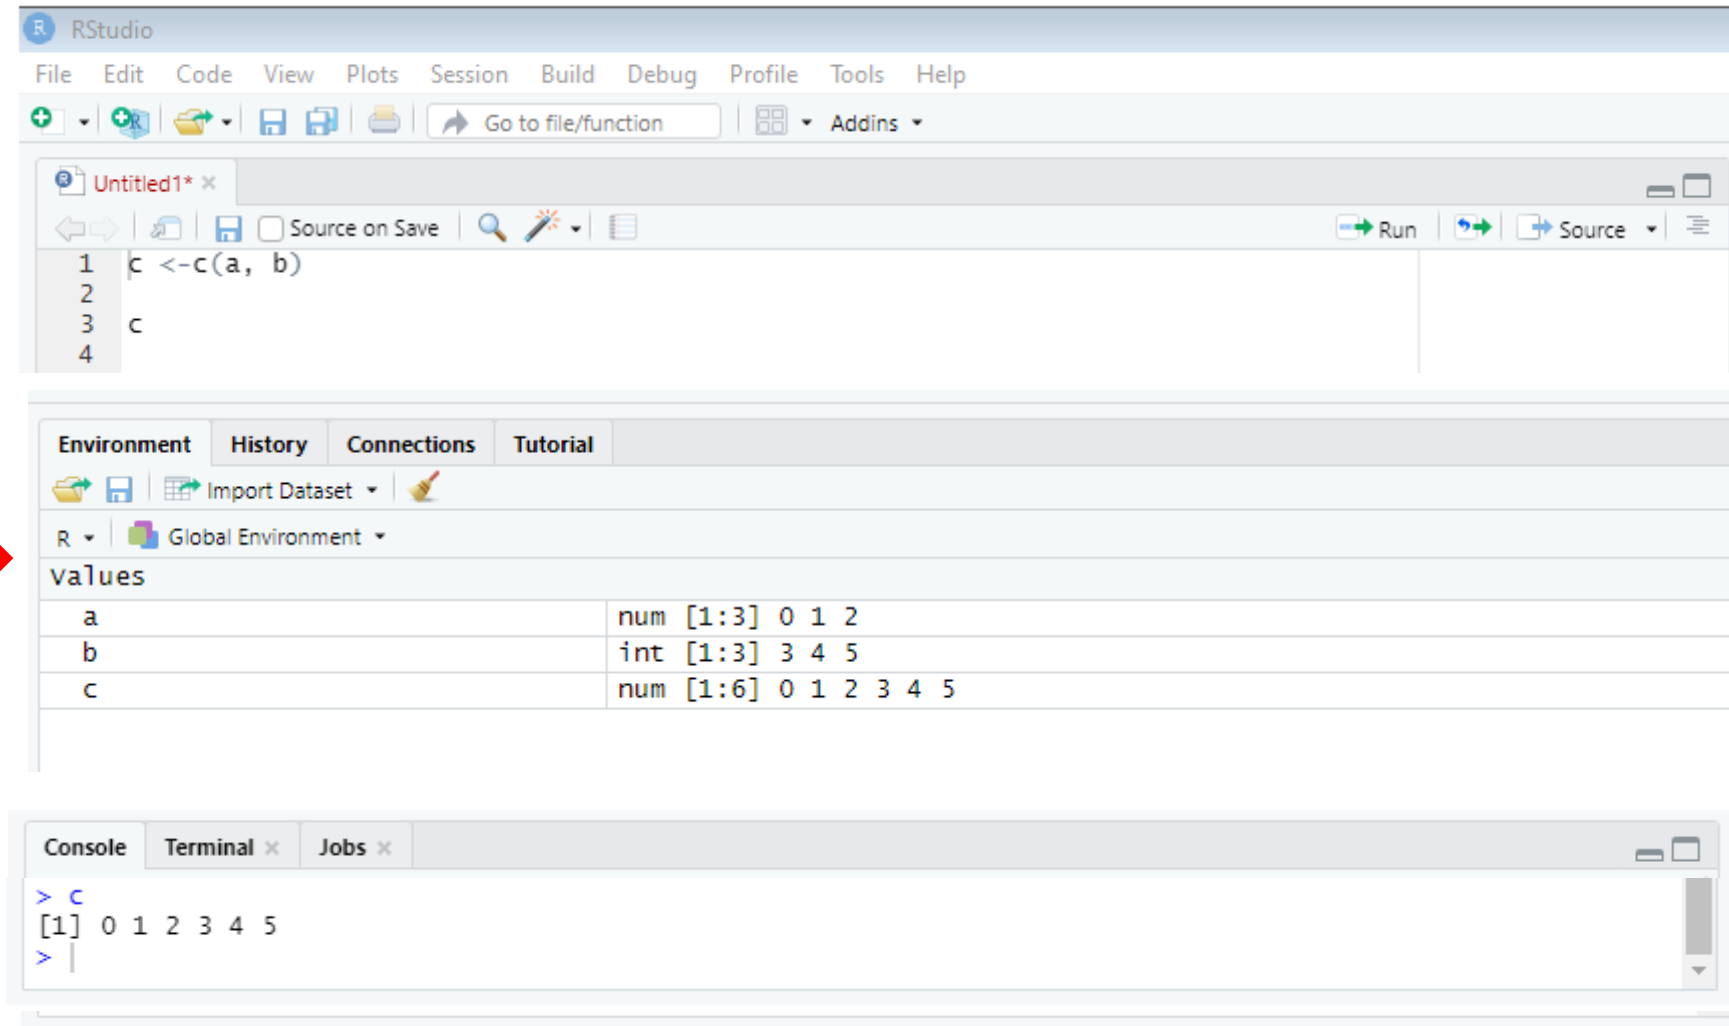 RStudio
File Edit Code View Plots Session Build Debug Profile Tools Help
Go to file/function Addins
Untitled1*
Source on Save Run Source
1 c <-c(a, b)
2
3 c
4
Environment History Connections Tutorial
Import Dataset
R Global Environment
Values
a num [1:3] 0 1 2
b int [1:3] 3 4 5
c num [1:6] 0 1 2 3 4 5
Console Terminal Jobs
> c
[1] 0 1 2 3 4 5
>